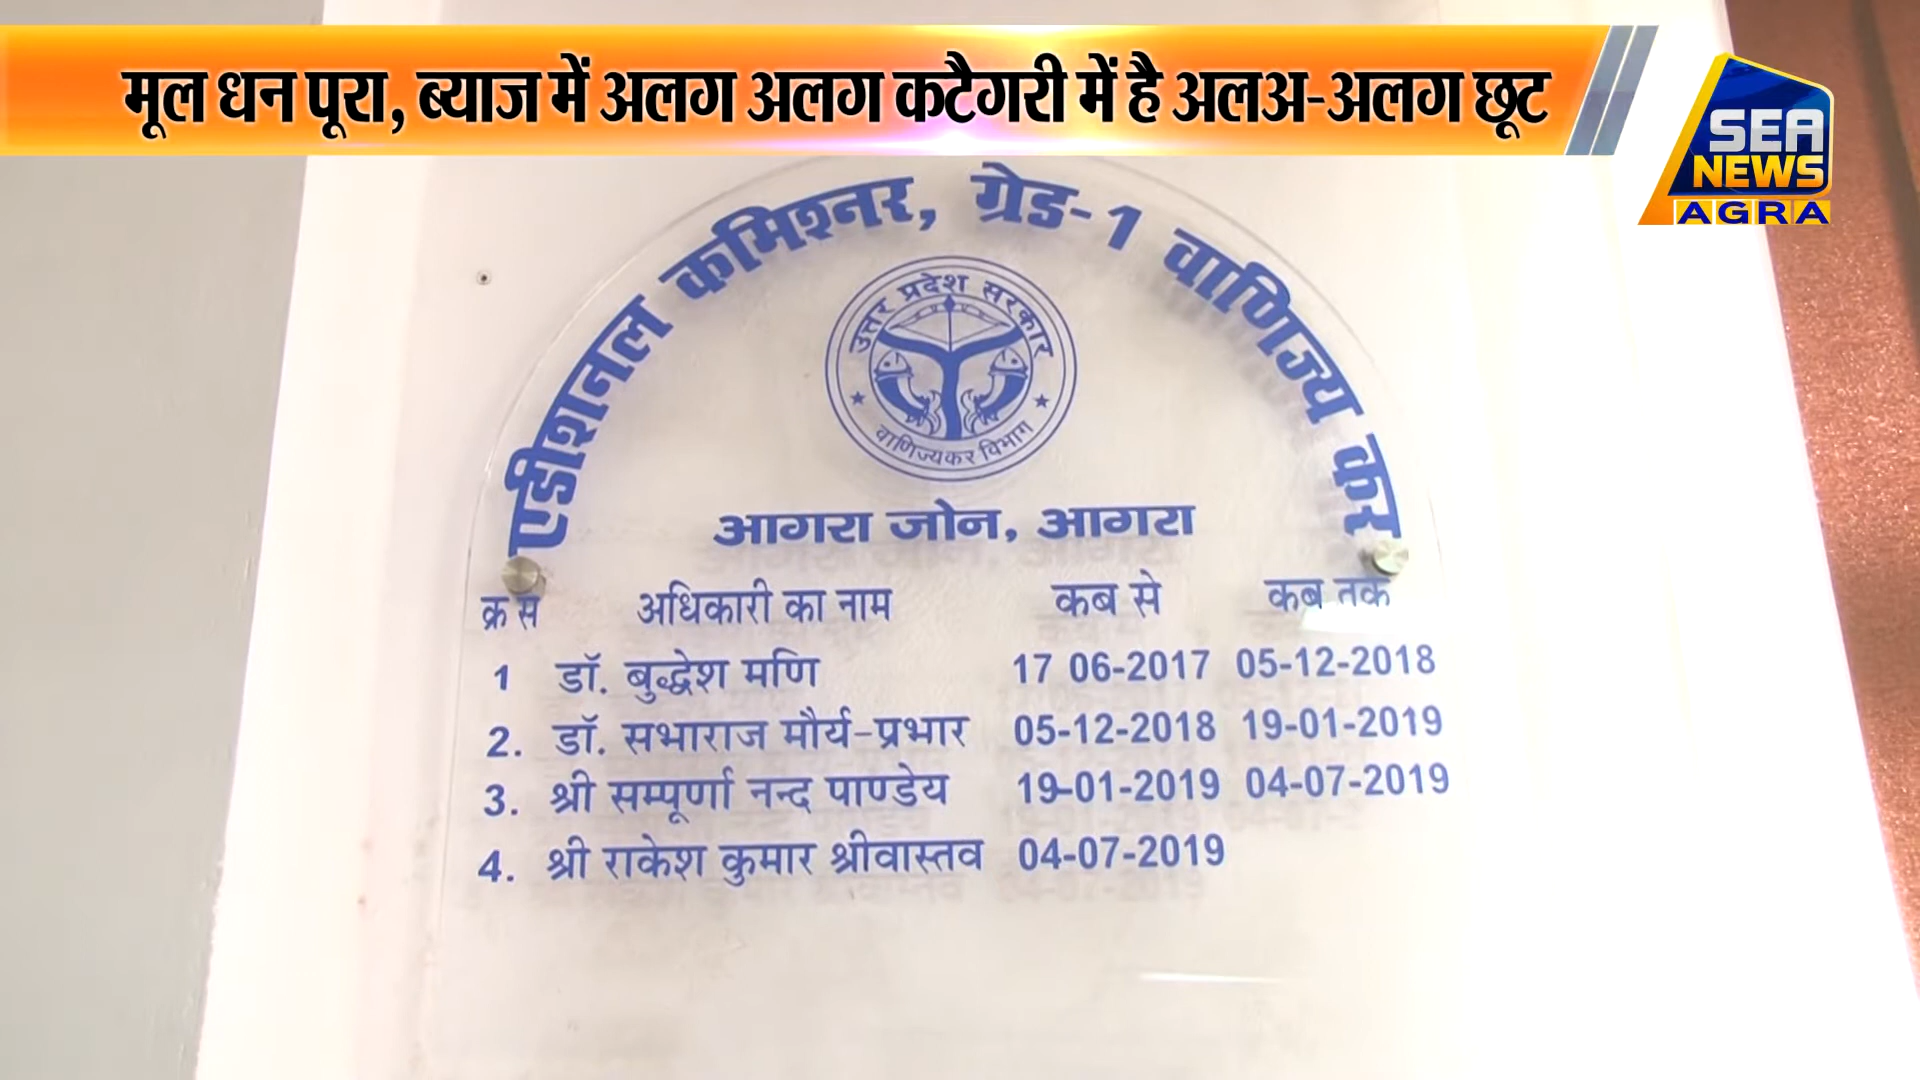 मूल धन पूरा, ब्याज में अलग अलग कटैगरी में है अलअ-अलग छूट
SEA
NEWS
AGRA
एडीशनल कमिश्नर, ग्रेड-1 वाणिज्य कर
उत्तर प्रदेश सरकार
वाणिज्यकर विभाग
आगरा जोन, आगरा
क्र स अधिकारी का नाम कब से कब तक
1 डॉ. बुद्धेश मणि 17 06-2017 05-12-2018
2. डॉ. सभाराज मौर्य-प्रभार 05-12-2018 19-01-2019
3. श्री सम्पूर्णा नन्द पाण्डेय 19-01-2019 04-07-2019
4. श्री राकेश कुमार श्रीवास्तव 04-07-2019